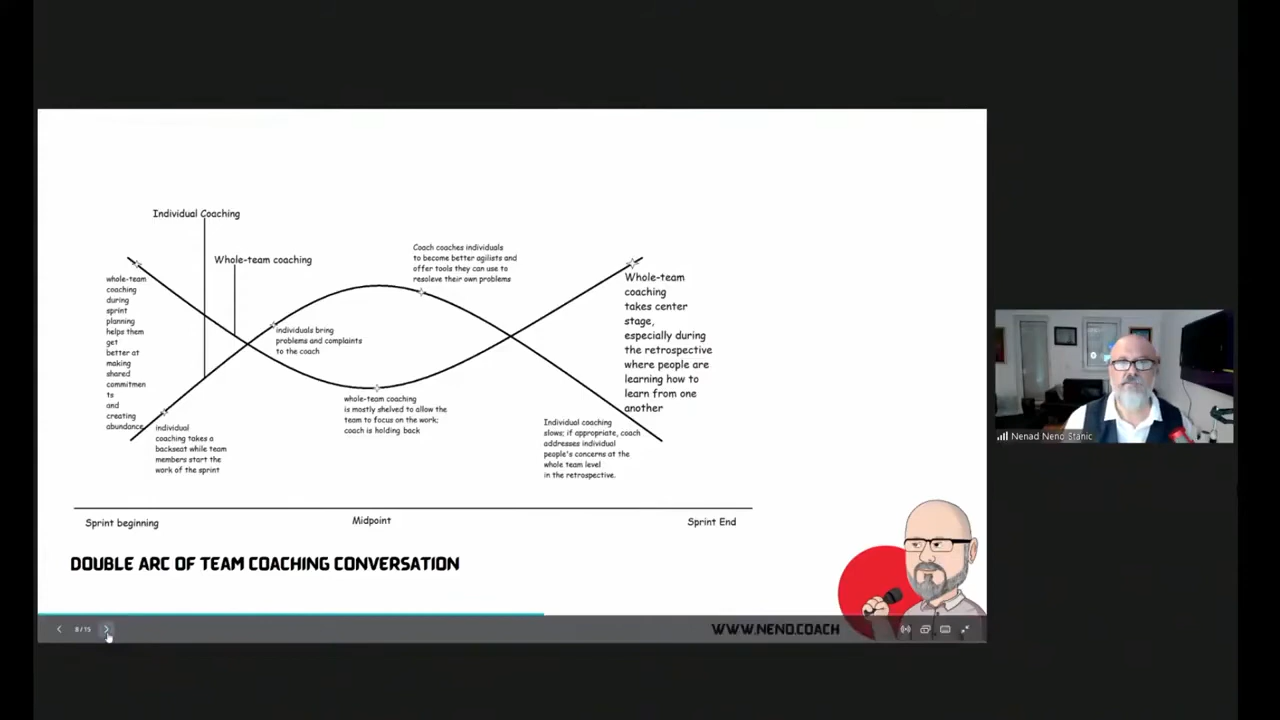 Individual Coaching
Whole-team coaching
Coach coaches individuals
to become better agilists and
offer tools they can use to
resoleve their own problems
whole-team
coaching
during
sprint
planning
helps them
get
better at
making
shared
commitmen
ts
and
creating
abundance
individuals bring
problems and complaints
to the coach
Whole-team
coaching
takes center
stage,
especially during
the retrospective
where people are
learning how to
learn from one
another
individual
coaching takes a
backseat while team
members start the
work of the sprint
whole-team coaching
is mostly shelved to allow the
team to focus on the work;
coach is holding back
Individual coaching
slows; if appropriate, coach
addresses individual
people's concerns at the
whole team level
in the retrospective.
Sprint beginning
Midpoint
Sprint End
DOUBLE ARC OF TEAM COACHING CONVERSATION
8/15
WWW.NENO.COACH
Nenad Neno Stanic